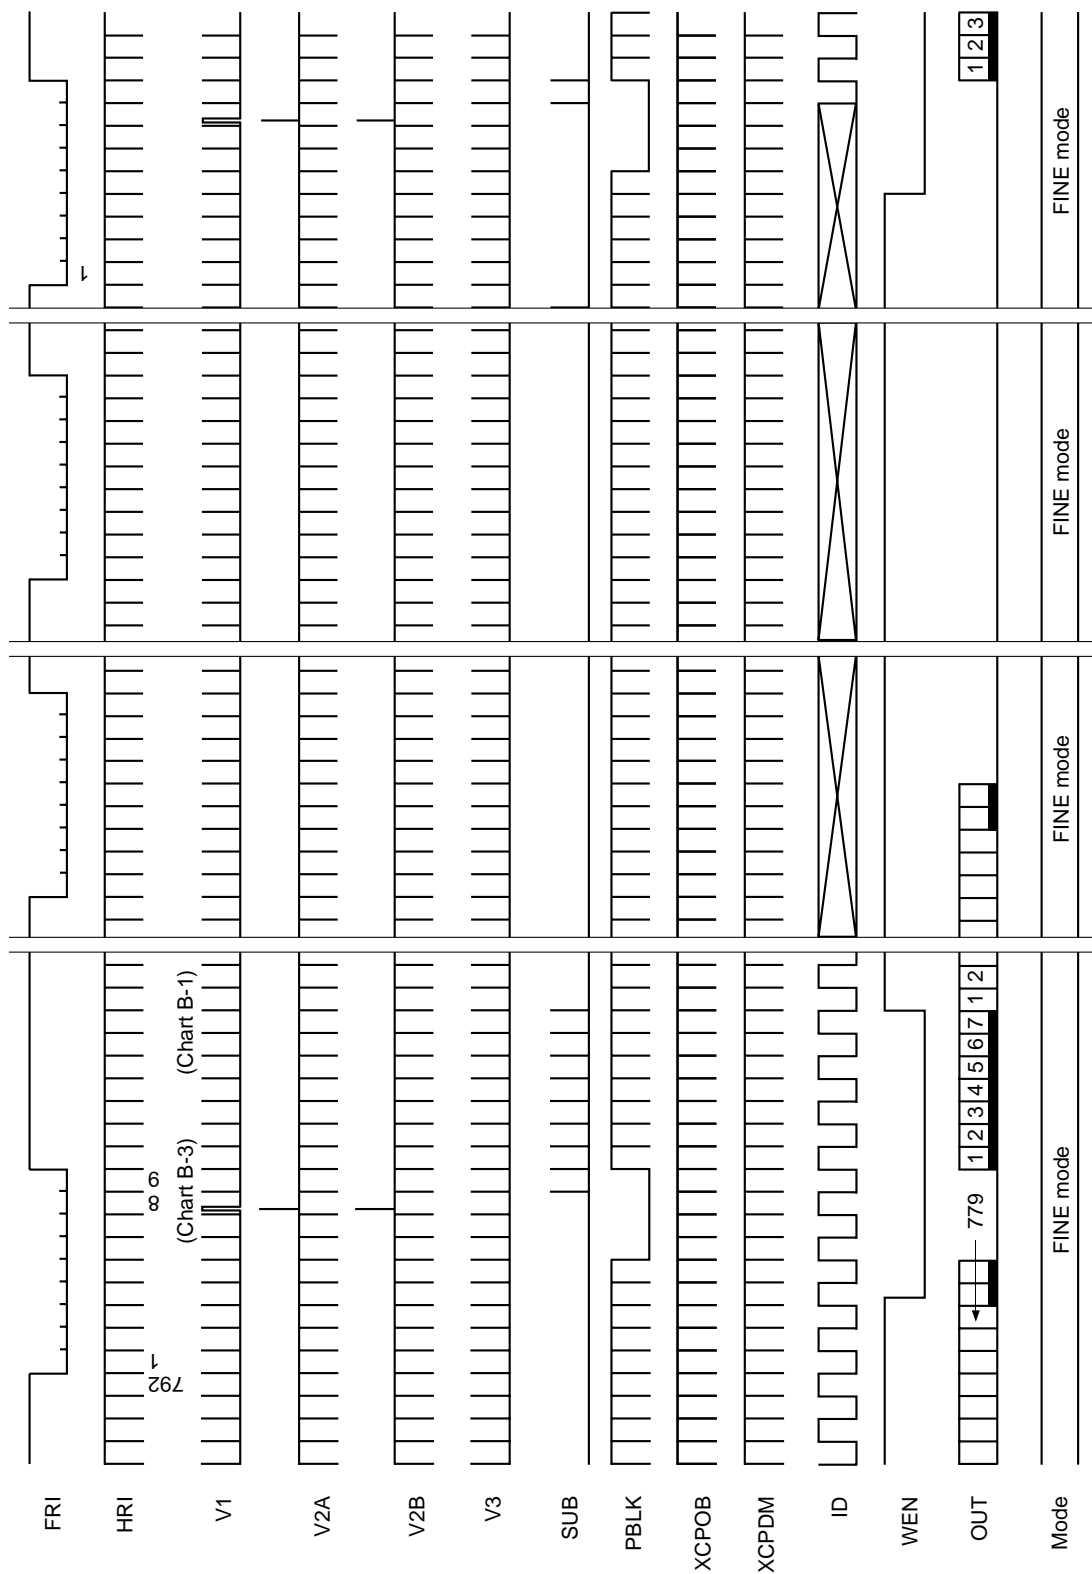 FRI
HRI
792
1
8
9
1
V1
(Chart B-3)
(Chart B-1)
V2A
V2B
V3
SUB
PBLK
XCPOB
XCPDM
ID
WEN
OUT
779
1 2 3 4 5 6 7 1 2
1 2 3
Mode
FINE mode
FINE mode
FINE mode
FINE mode